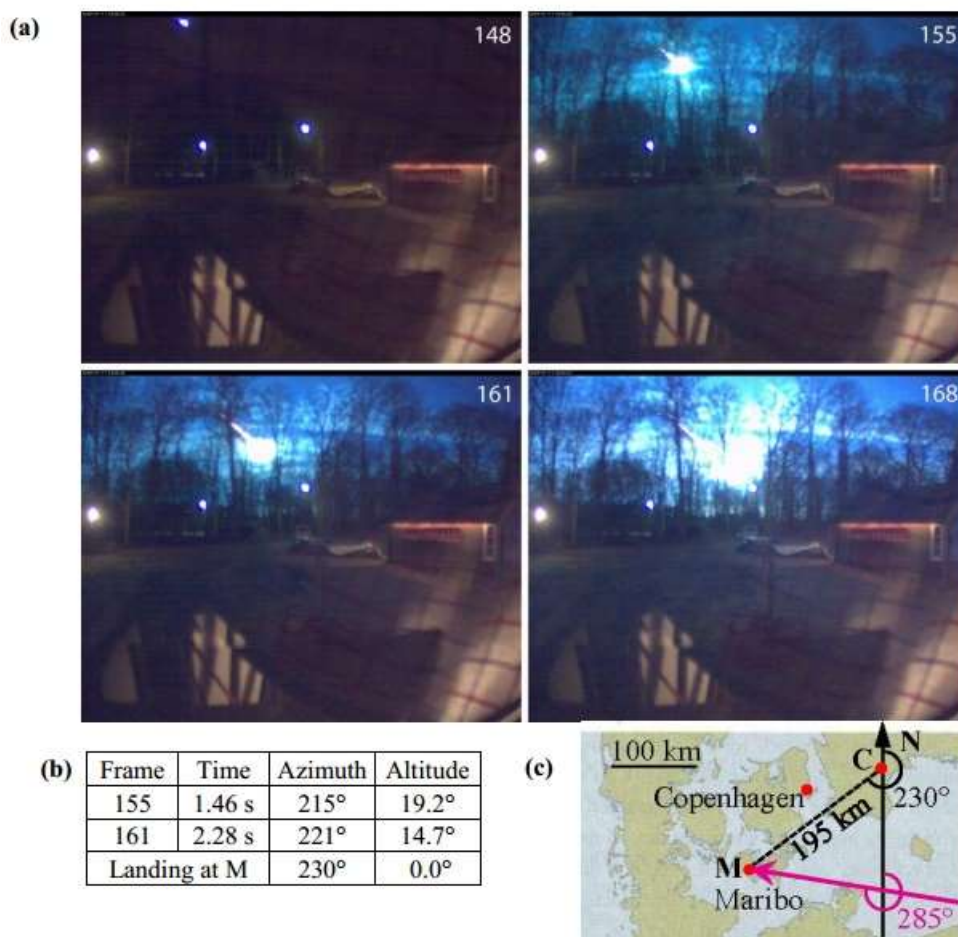 (a)
148
155
161
168
(b)
Frame Time Azimuth Altitude
155 1.46 s 215° 19.2°
161 2.28 s 221° 14.7°
Landing at M 230° 0.0°
(c)
100 km
C
N
Copenhagen
230°
195 km
M
Maribo
285°